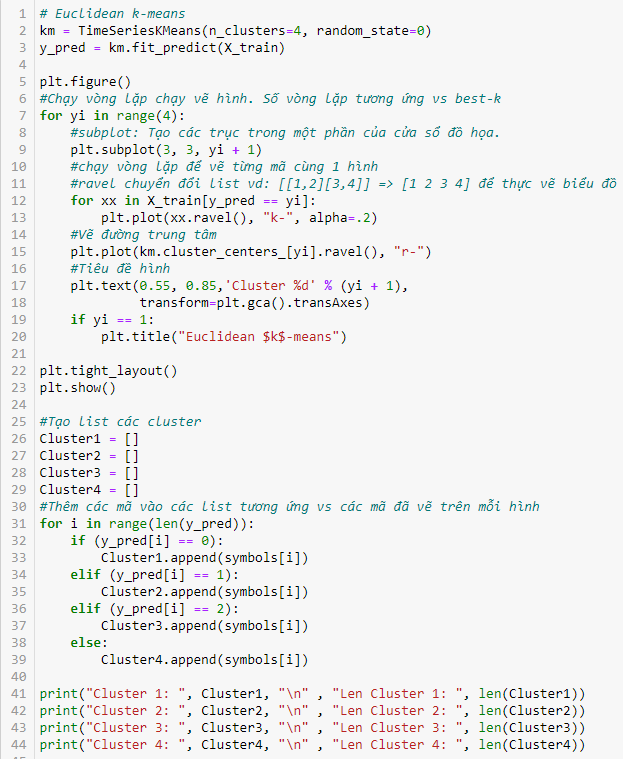 1 # Euclidean k-means
2 km = TimeSeriesKMeans(n_clusters=4, random_state=0)
3 y_pred = km.fit_predict(X_train)
4
5 plt.figure()
6 #Chạy vòng lặp chạy vẽ hình. Số vòng lặp tương ứng vs best-k
7 for yi in range(4):
8     #subplot: Tạo các trục trong một phần của cửa sổ đồ họa.
9     plt.subplot(3, 3, yi + 1)
10     #chạy vòng lặp để vẽ từng mã cùng 1 hình
11     #ravel chuyển đổi list vd: [[1,2][3,4]] => [1 2 3 4] để thực vẽ biểu đồ
12     for xx in X_train[y_pred == yi]:
13         plt.plot(xx.ravel(), "k-", alpha=.2)
14     #Vẽ đường trung tâm
15     plt.plot(km.cluster_centers_[yi].ravel(), "r-")
16     #Tiêu đề hình
17     plt.text(0.55, 0.85,'Cluster %d' % (yi + 1),
18              transform=plt.gca().transAxes)
19     if yi == 1:
20         plt.title("Euclidean $k$-means")
21
22 plt.tight_layout()
23 plt.show()
24
25 #Tạo list các cluster
26 Cluster1 = []
27 Cluster2 = []
28 Cluster3 = []
29 Cluster4 = []
30 #Thêm các mã vào các list tương ứng vs các mã đã vẽ trên mỗi hình
31 for i in range(len(y_pred)):
32     if (y_pred[i] == 0):
33         Cluster1.append(symbols[i])
34     elif (y_pred[i] == 1):
35         Cluster2.append(symbols[i])
36     elif (y_pred[i] == 2):
37         Cluster3.append(symbols[i])
38     else:
39         Cluster4.append(symbols[i])
40
41 print("Cluster 1: ", Cluster1, "\n" , "Len Cluster 1: ", len(Cluster1))
42 print("Cluster 2: ", Cluster2, "\n" , "Len Cluster 2: ", len(Cluster2))
43 print("Cluster 3: ", Cluster3, "\n" , "Len Cluster 3: ", len(Cluster3))
44 print("Cluster 4: ", Cluster4, "\n" , "Len Cluster 4: ", len(Cluster4))